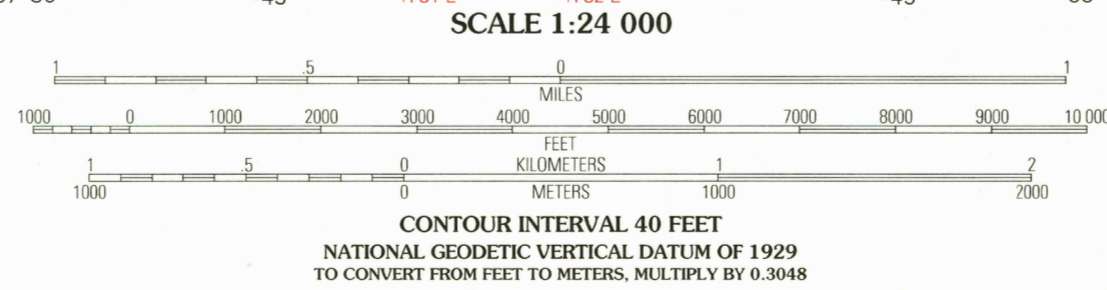 SCALE 1:24 000
1 .5 0 1
MILES
1000 0 1000 2000 3000 4000 5000 6000 7000 8000 9000 10 000
FEET
1 .5 0 KILOMETERS 1 2
1000 0 METERS 1000 2000
CONTOUR INTERVAL 40 FEET
NATIONAL GEODETIC VERTICAL DATUM OF 1929
TO CONVERT FROM FEET TO METERS, MULTIPLY BY 0.3048